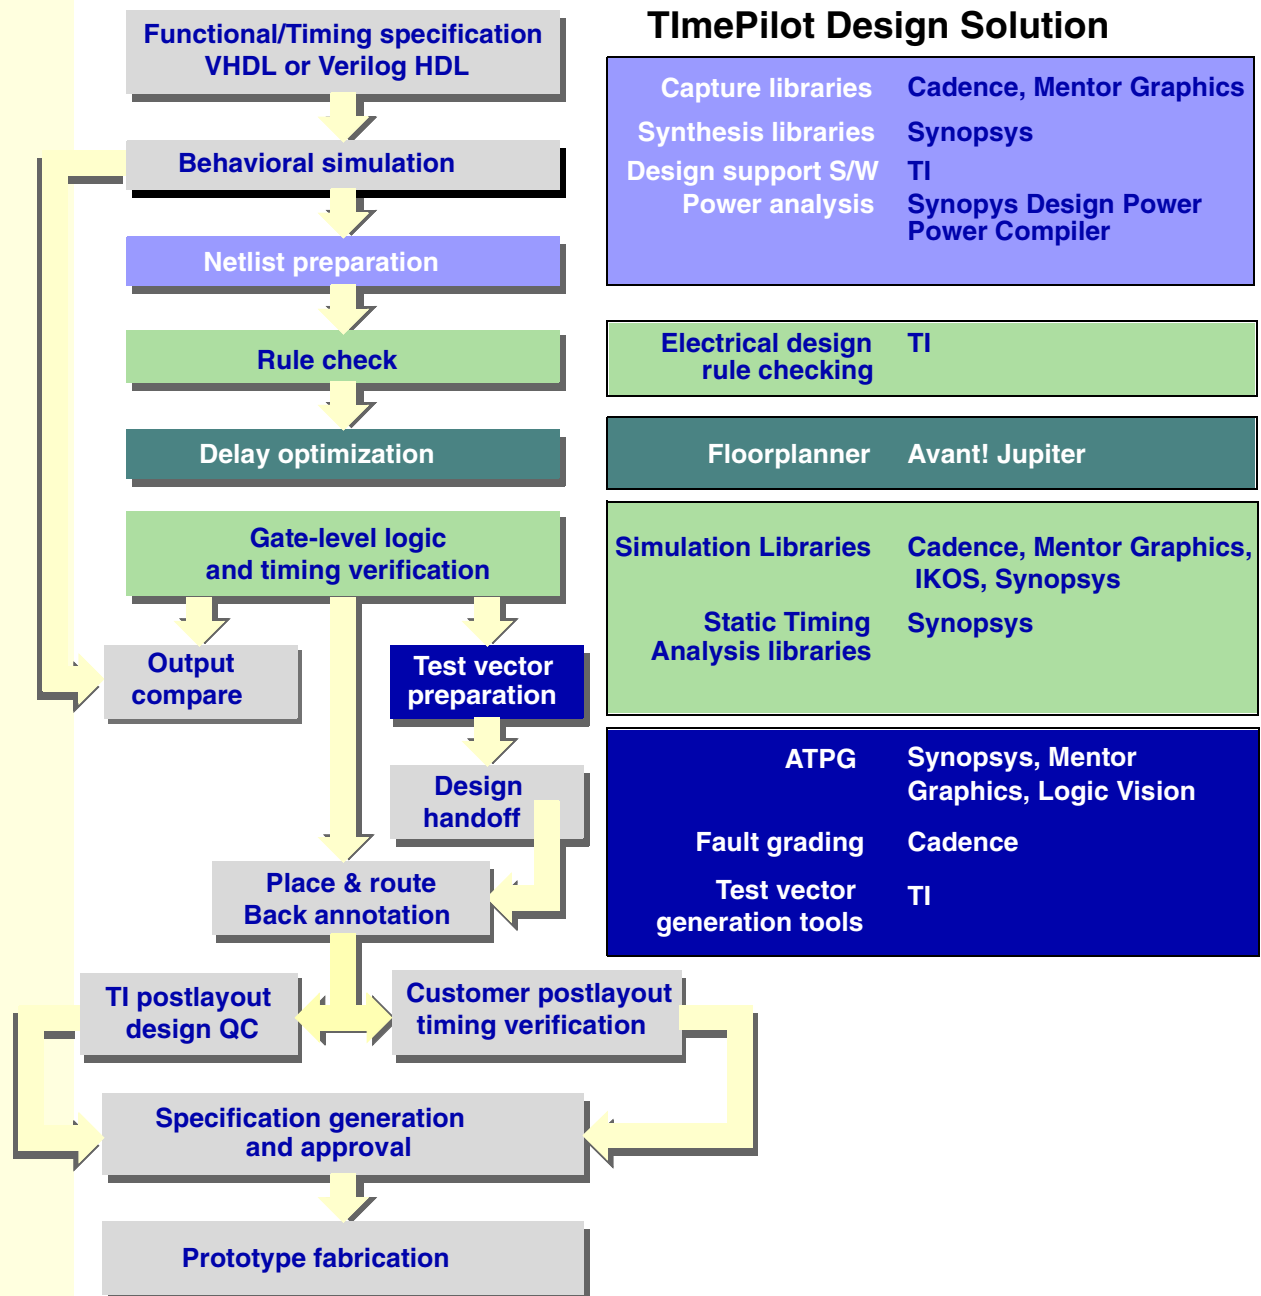 TImePilot Design Solution
Functional/Timing specification
VHDL or Verilog HDL
Behavioral simulation
Netlist preparation
Rule check
Delay optimization
Gate-level logic
and timing verification
Output
compare
Test vector
preparation
Design
handoff
Place & route
Back annotation
TI postlayout
design QC
Customer postlayout
timing verification
Specification generation
and approval
Prototype fabrication
Capture libraries Cadence, Mentor Graphics
Synthesis libraries Synopsys
Design support S/W TI
Power analysis Synopys Design Power
Power Compiler
Electrical design TI
rule checking
Floorplanner Avant! Jupiter
Simulation Libraries Cadence, Mentor Graphics,
IKOS, Synopsys
Static Timing Synopsys
Analysis libraries
ATPG Synopsys, Mentor
Graphics, Logic Vision
Fault grading Cadence
Test vector TI
generation tools